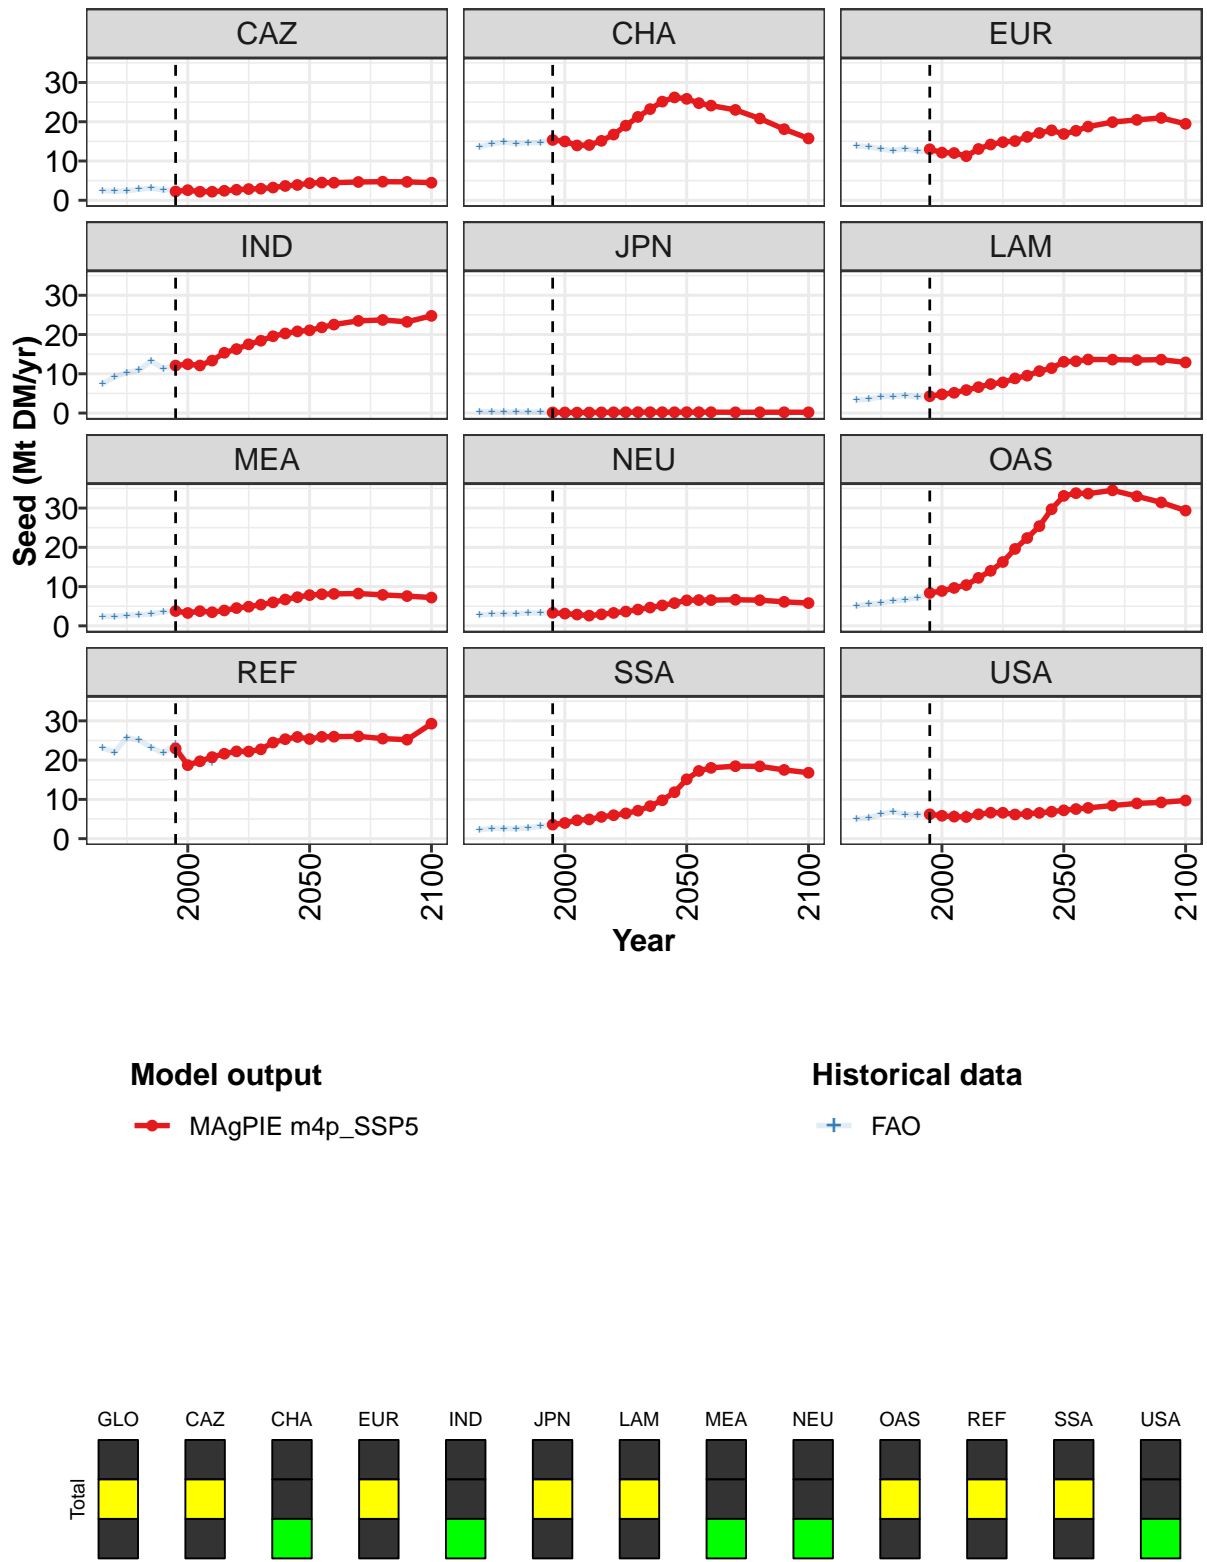 CAZ CHA EUR
30
20
10
0
IND JPN LAM
30
20
10
0
MEA NEU OAS
30
20
10
0
REF SSA USA
30
20
10
0
Seed (Mt DM/yr)
2000 2050 2100 2000 2050 2100 2000 2050 2100
Year
Model output Historical data
MAgPIE m4p_SSP5 FAO
GLO CAZ CHA EUR IND JPN LAM MEA NEU OAS REF SSA USA
Total